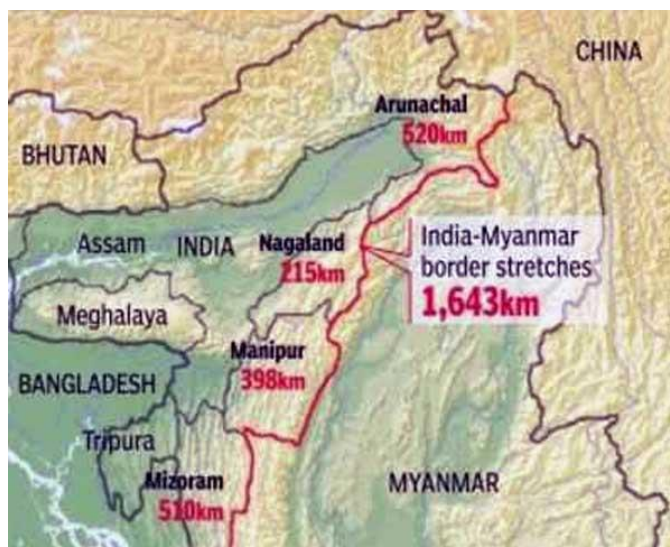 CHINA
Arunachal
520km
BHUTAN
Assam
INDIA
Nagaland
215km
India-Myanmar
border stretches
1,643km
Meghalaya
Manipur
398km
BANGLADESH
Tripura
Mizoram
510km
MYANMAR